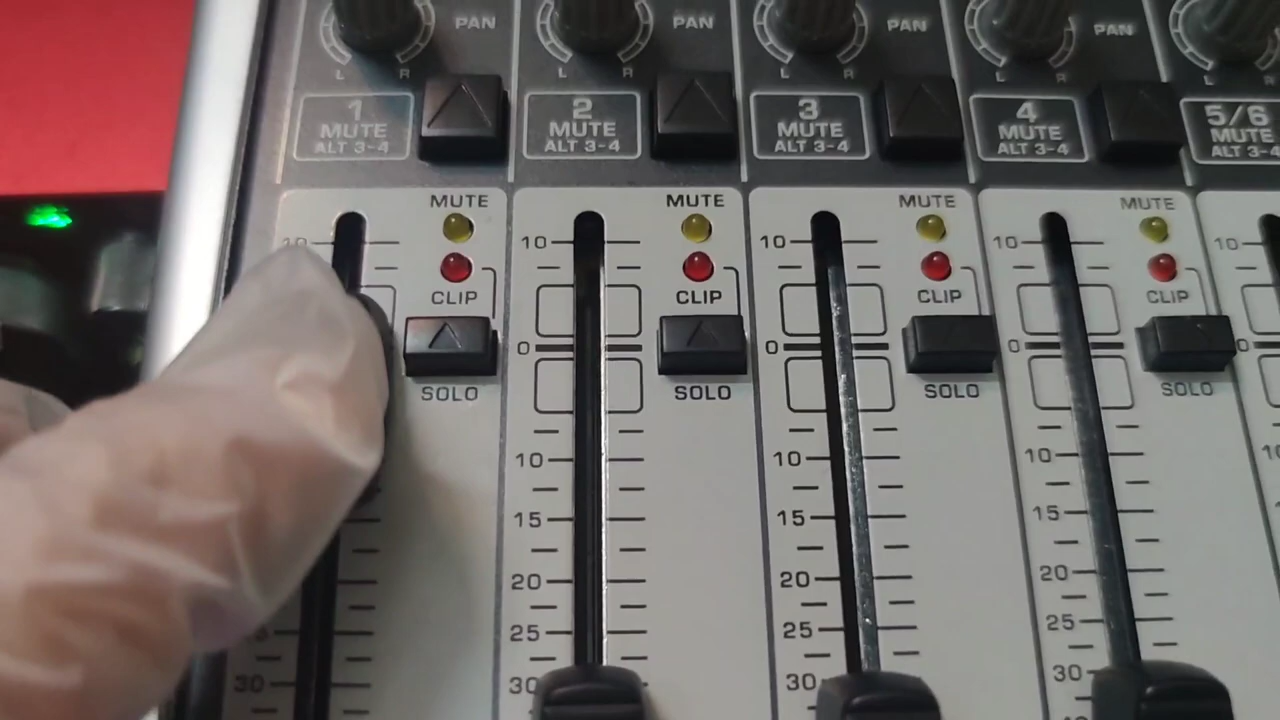 PAN PAN PAN PAN
L R L R L R L R L
1 2 3 4 5/6
MUTE MUTE MUTE MUTE MUTE
ALT 3-4 ALT 3-4 ALT 3-4 ALT 3-4 ALT 3-4
MUTE MUTE MUTE MUTE
10 10 10 10 10
CLIP CLIP CLIP CLIP
0 0 0 0
SOLO SOLO SOLO SOLO
10 10 10
15 15 15
20 20 20
25 25 25
30 30 30 30